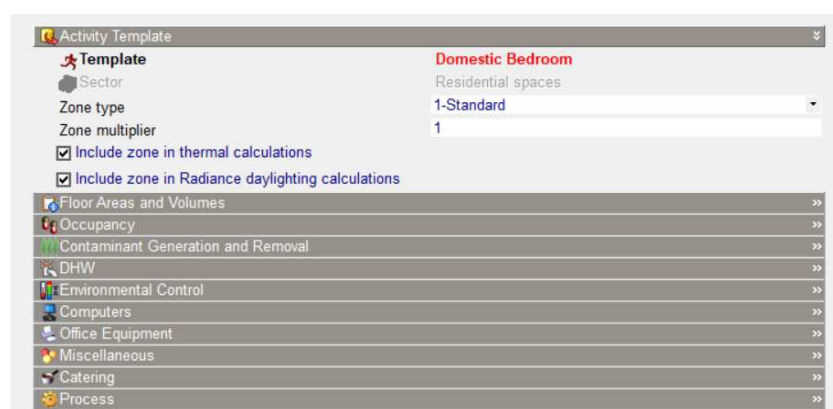 Activity Template
Template Domestic Bedroom
Sector Residential spaces
Zone type 1-Standard
Zone multiplier 1
Include zone in thermal calculations
Include zone in Radiance daylighting calculations
Floor Areas and Volumes
Occupancy
Contaminant Generation and Removal
DHW
Environmental Control
Computers
Office Equipment
Miscellaneous
Catering
Process